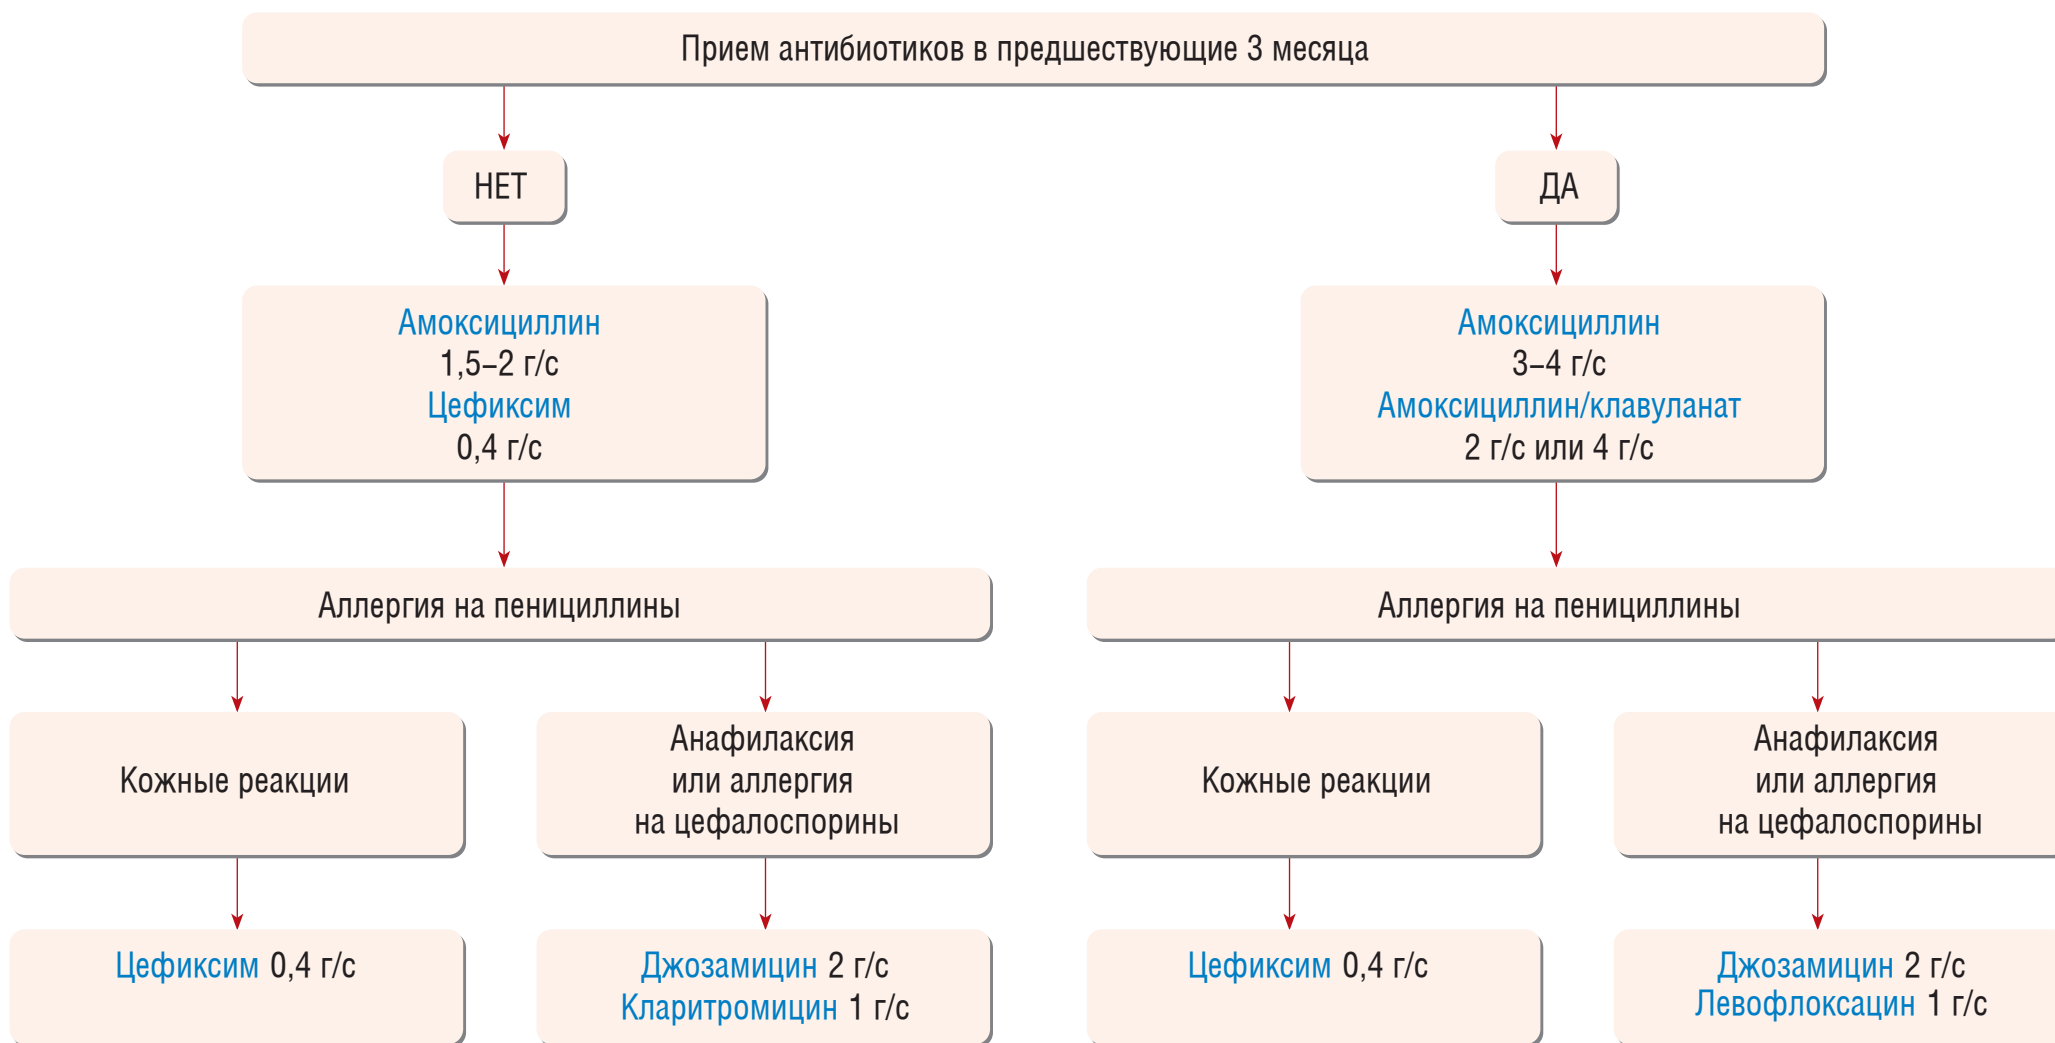 Прием антибиотиков в предшествующие 3 месяца
НЕТ
ДА
Амоксициллин
1,5–2 г/с
Цефиксим
0,4 г/с
Амоксициллин
3–4 г/с
Амоксициллин/клавуланат
2 г/с или 4 г/с
Аллергия на пенициллины
Аллергия на пенициллины
Кожные реакции
Анафилаксия
или аллергия
на цефалоспорины
Кожные реакции
Анафилаксия
или аллергия
на цефалоспорины
Цефиксим 0,4 г/с
Джозамицин 2 г/с
Кларитромицин 1 г/с
Цефиксим 0,4 г/с
Джозамицин 2 г/с
Левофлоксацин 1 г/с